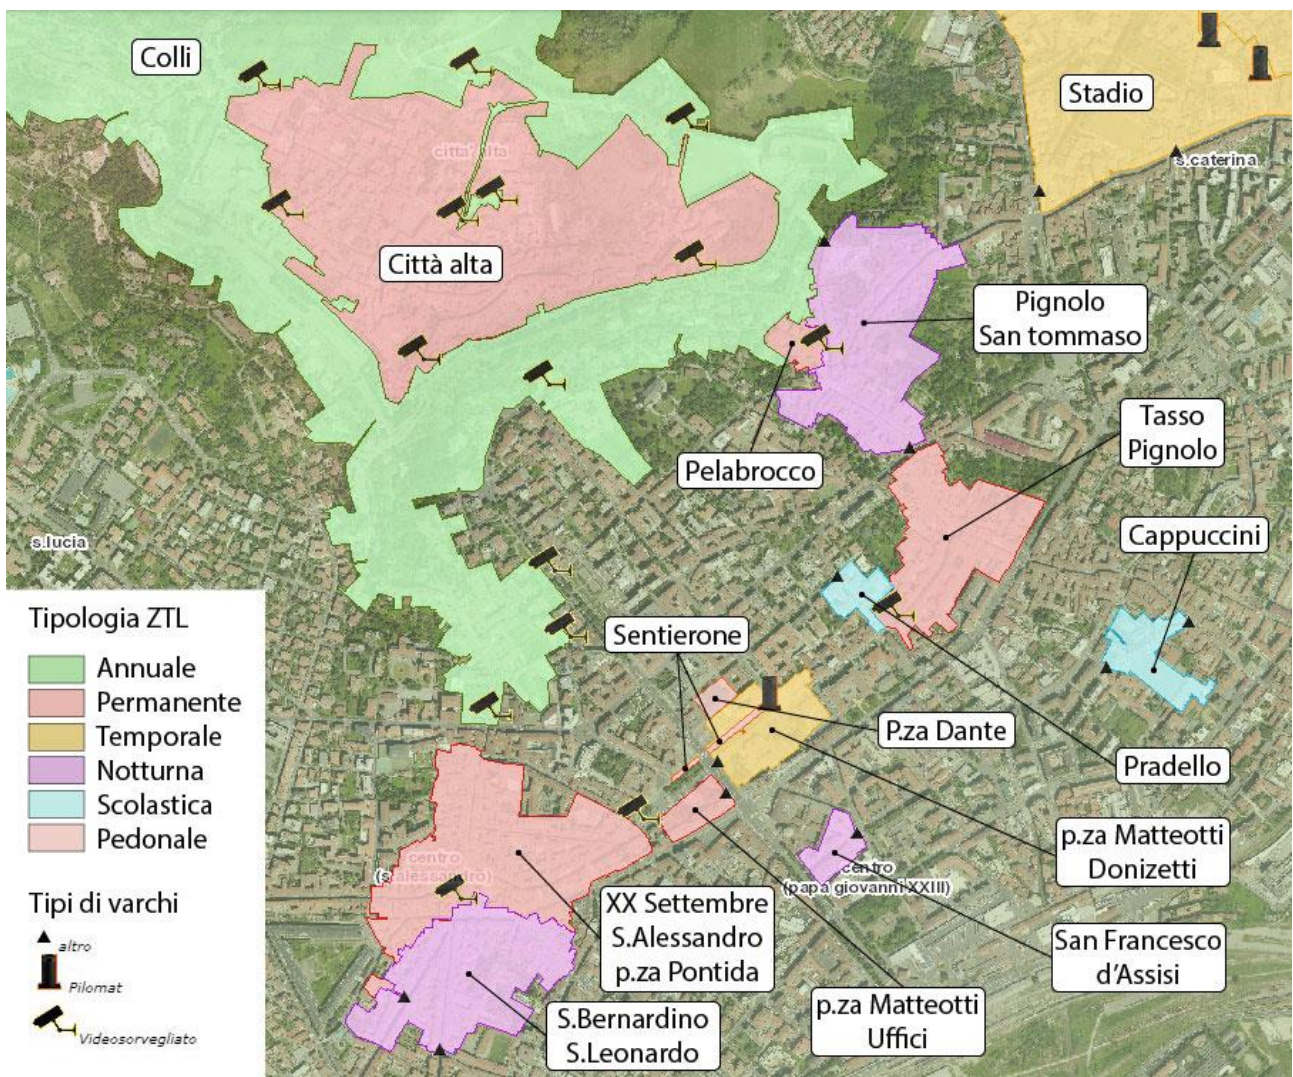 Colli
Stadio
s.caterina
citta' alta
Città alta
Pignolo
San tommaso
Tasso
Pignolo
Pelabrocco
Cappuccini
s.lucia
Tipologia ZTL
Annuale
Permanente
Temporale
Notturna
Scolastica
Pedonale
Sentierone
P.za Dante
Pradello
p.za Matteotti
Donizetti
centro
(s.alessandro)
centro
(papa giovanni XXIII)
XX Settembre
S.Alessandro
p.za Pontida
San Francesco
d'Assisi
p.za Matteotti
Uffici
S.Bernardino
S.Leonardo
Tipi di varchi
altro
Pilomat
Videosorvegliato